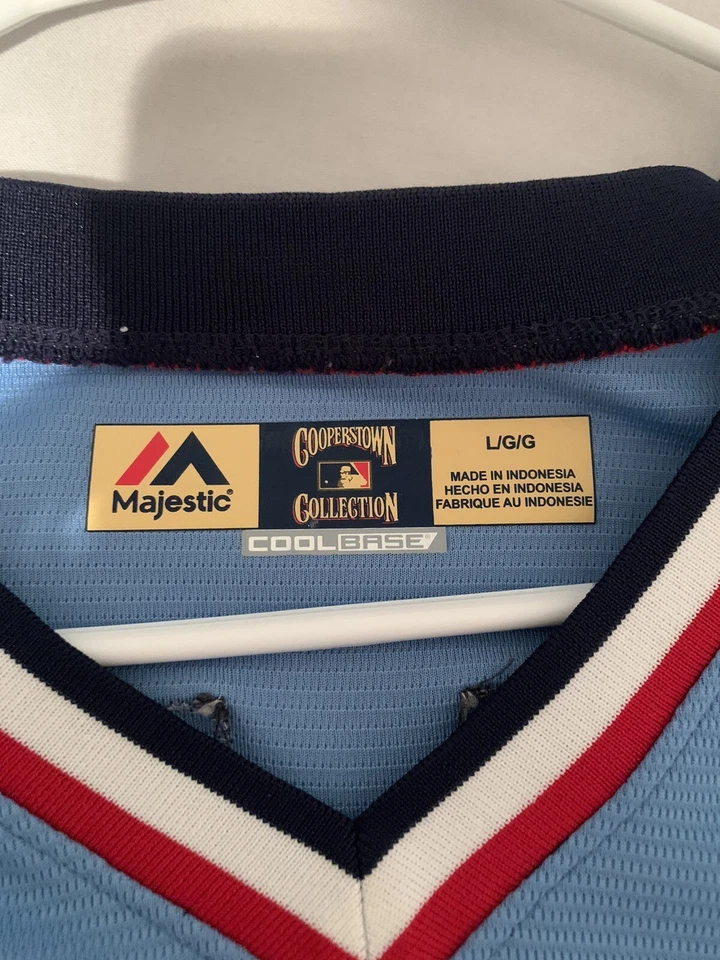 Majestic®
COOPERSTOWN
COLLECTION
L/G/G
MADE IN INDONESIA
HECHO EN INDONESIA
FABRIQUE AU INDONESIE
COOLBASE®